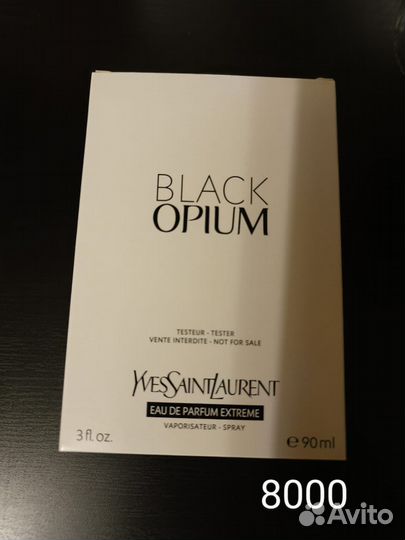 BLACK
OPIUM
TESTEUR - TESTER
VENTE INTERDITE - NOT FOR SALE
YVESSAINTLAURENT
EAU DE PARFUM EXTREME
3 fl. oz. VAPORISATEUR - SPRAY e 90 ml
8000
Avito